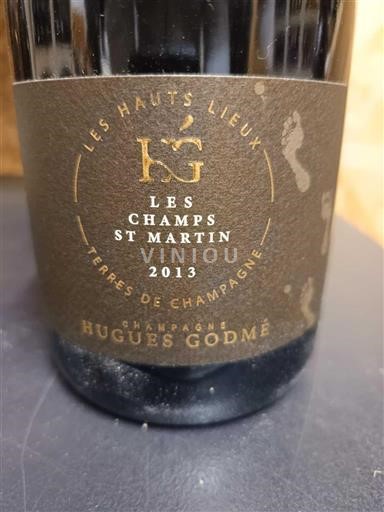 LES HAUTS LIEUX
HG
LES
CHAMPS
ST MARTIN
VINIOU
2013
TERRES DE CHAMPAGNE
CHAMPAGNE
HUGUES GODMÉ